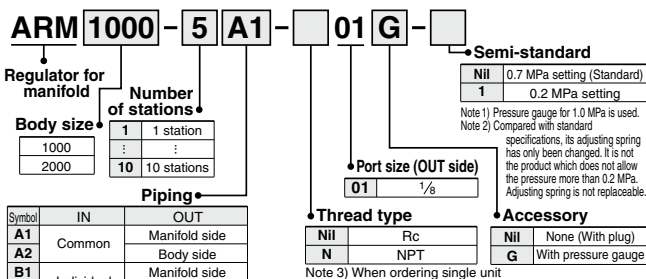 ARM 1000 - 5 A1 - 01 G -
Regulator for manifold
Body size
1000
2000
Number of stations
1 1 station
⋮ ⋮
10 10 stations
Piping
Symbol IN OUT
A1 Common Manifold side
A2 Body side
B1 Manifold side
Port size (OUT side)
01 1/8
Thread type
Nil Rc
N NPT
Note 3) When ordering single unit
Semi-standard
Nil 0.7 MPa setting (Standard)
1 0.2 MPa setting
Note 1) Pressure gauge for 1.0 MPa is used.
Note 2) Compared with standard
specifications, its adjusting spring
has only been changed. It is not
the product which does not allow
the pressure more than 0.2 MPa.
Adjusting spring is not replaceable.
Accessory
Nil None (With plug)
G With pressure gauge